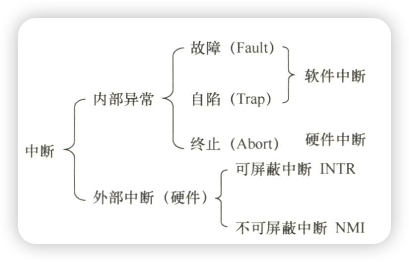 故障（Fault）
软件中断
内部异常
自陷（Trap）
终止（Abort）
硬件中断
中断
可屏蔽中断 INTR
外部中断（硬件）
不可屏蔽中断 NMI